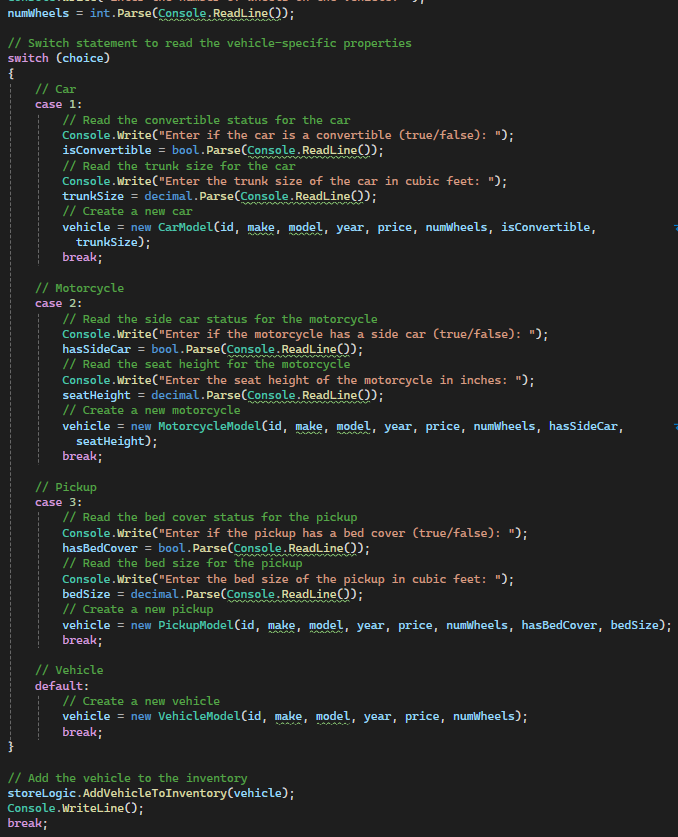 numWheels = int.Parse(Console.ReadLine());
// Switch statement to read the vehicle-specific properties
switch (choice)
{
// Car
case 1:
// Read the convertible status for the car
Console.Write("Enter if the car is a convertible (true/false): ");
isConvertible = bool.Parse(Console.ReadLine());
// Read the trunk size for the car
Console.Write("Enter the trunk size of the car in cubic feet: ");
trunkSize = decimal.Parse(Console.ReadLine());
// Create a new car
vehicle = new CarModel(id, make, model, year, price, numWheels, isConvertible,
trunkSize);
break;
// Motorcycle
case 2:
// Read the side car status for the motorcycle
Console.Write("Enter if the motorcycle has a side car (true/false): ");
hasSideCar = bool.Parse(Console.ReadLine());
// Read the seat height for the motorcycle
Console.Write("Enter the seat height of the motorcycle in inches: ");
seatHeight = decimal.Parse(Console.ReadLine());
// Create a new motorcycle
vehicle = new MotorcycleModel(id, make, model, year, price, numWheels, hasSideCar,
seatHeight);
break;
// Pickup
case 3:
// Read the bed cover status for the pickup
Console.Write("Enter if the pickup has a bed cover (true/false): ");
hasBedCover = bool.Parse(Console.ReadLine());
// Read the bed size for the pickup
Console.Write("Enter the bed size of the pickup in cubic feet: ");
bedSize = decimal.Parse(Console.ReadLine());
// Create a new pickup
vehicle = new PickupModel(id, make, model, year, price, numWheels, hasBedCover, bedSize);
break;
// Vehicle
default:
// Create a new vehicle
vehicle = new VehicleModel(id, make, model, year, price, numWheels);
break;
}
// Add the vehicle to the inventory
storeLogic.AddVehicleToInventory(vehicle);
Console.WriteLine();
break;